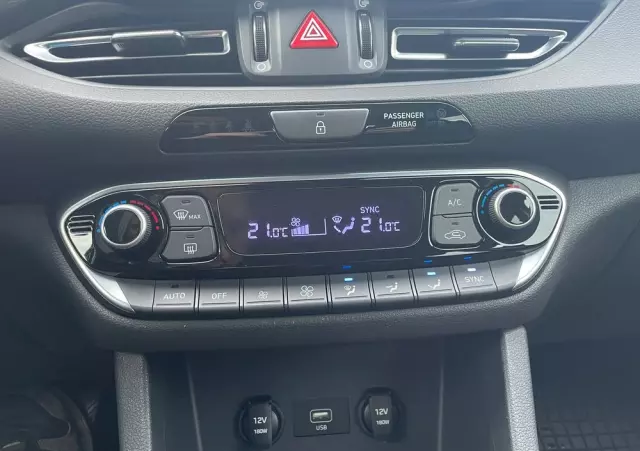 PASSENGER
AIRBAG
MAX
SYNC
21.0°C
21.0°C
A/C
AUTO
OFF
SYNC
12V
180W
USB
12V
180W